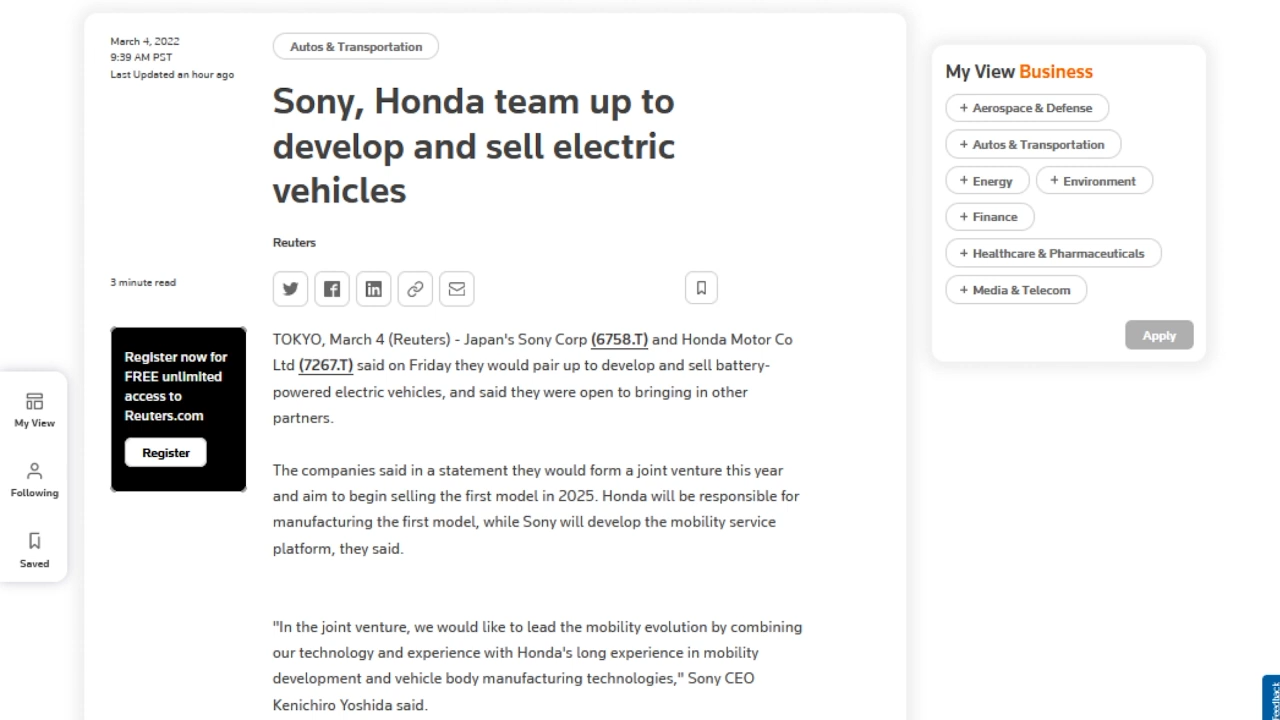 March 4, 2022
9:39 AM PST
Last Updated an hour ago
Autos & Transportation
Sony, Honda team up to
develop and sell electric
vehicles
Reuters
3 minute read
Register now for
FREE unlimited
access to
Reuters.com
Register
TOKYO, March 4 (Reuters) - Japan's Sony Corp (6758.T) and Honda Motor Co
Ltd (7267.T) said on Friday they would pair up to develop and sell battery-
powered electric vehicles, and said they were open to bringing in other
partners.
The companies said in a statement they would form a joint venture this year
and aim to begin selling the first model in 2025. Honda will be responsible for
manufacturing the first model, while Sony will develop the mobility service
platform, they said.
"In the joint venture, we would like to lead the mobility evolution by combining
our technology and experience with Honda's long experience in mobility
development and vehicle body manufacturing technologies," Sony CEO
Kenichiro Yoshida said.
My View
Following
Saved
My View Business
+ Aerospace & Defense
+ Autos & Transportation
+ Energy
+ Environment
+ Finance
+ Healthcare & Pharmaceuticals
+ Media & Telecom
Apply